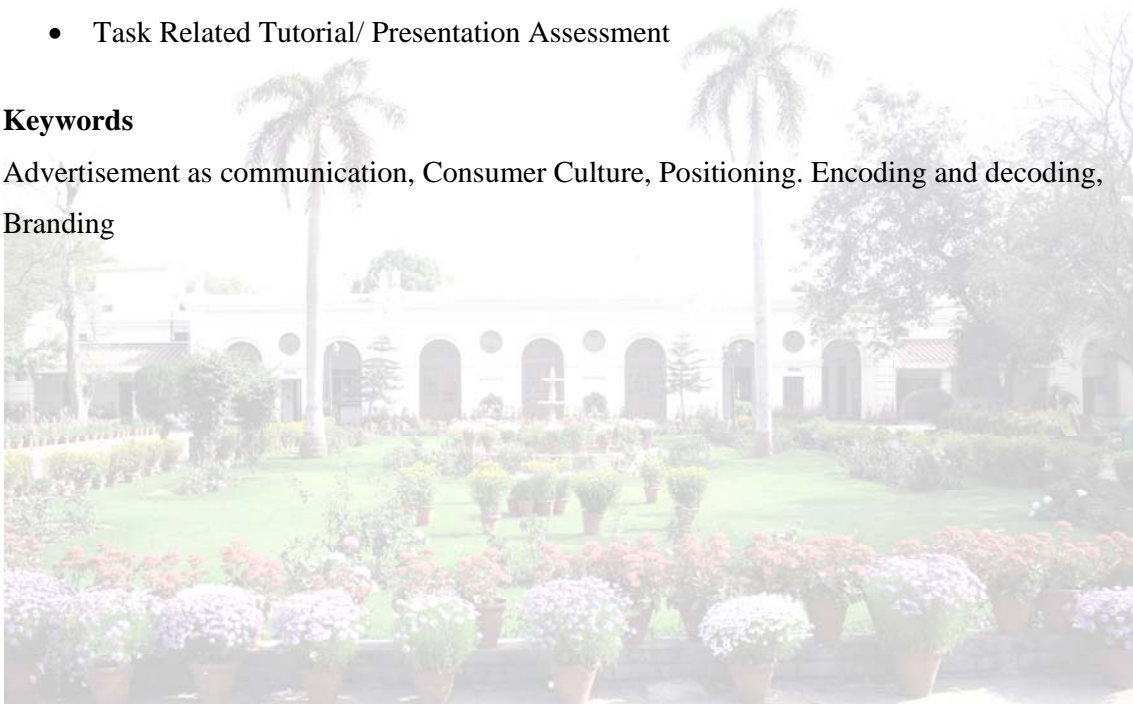 • Task Related Tutorial/ Presentation Assessment
Keywords
Advertisement as communication, Consumer Culture, Positioning. Encoding and decoding,
Branding